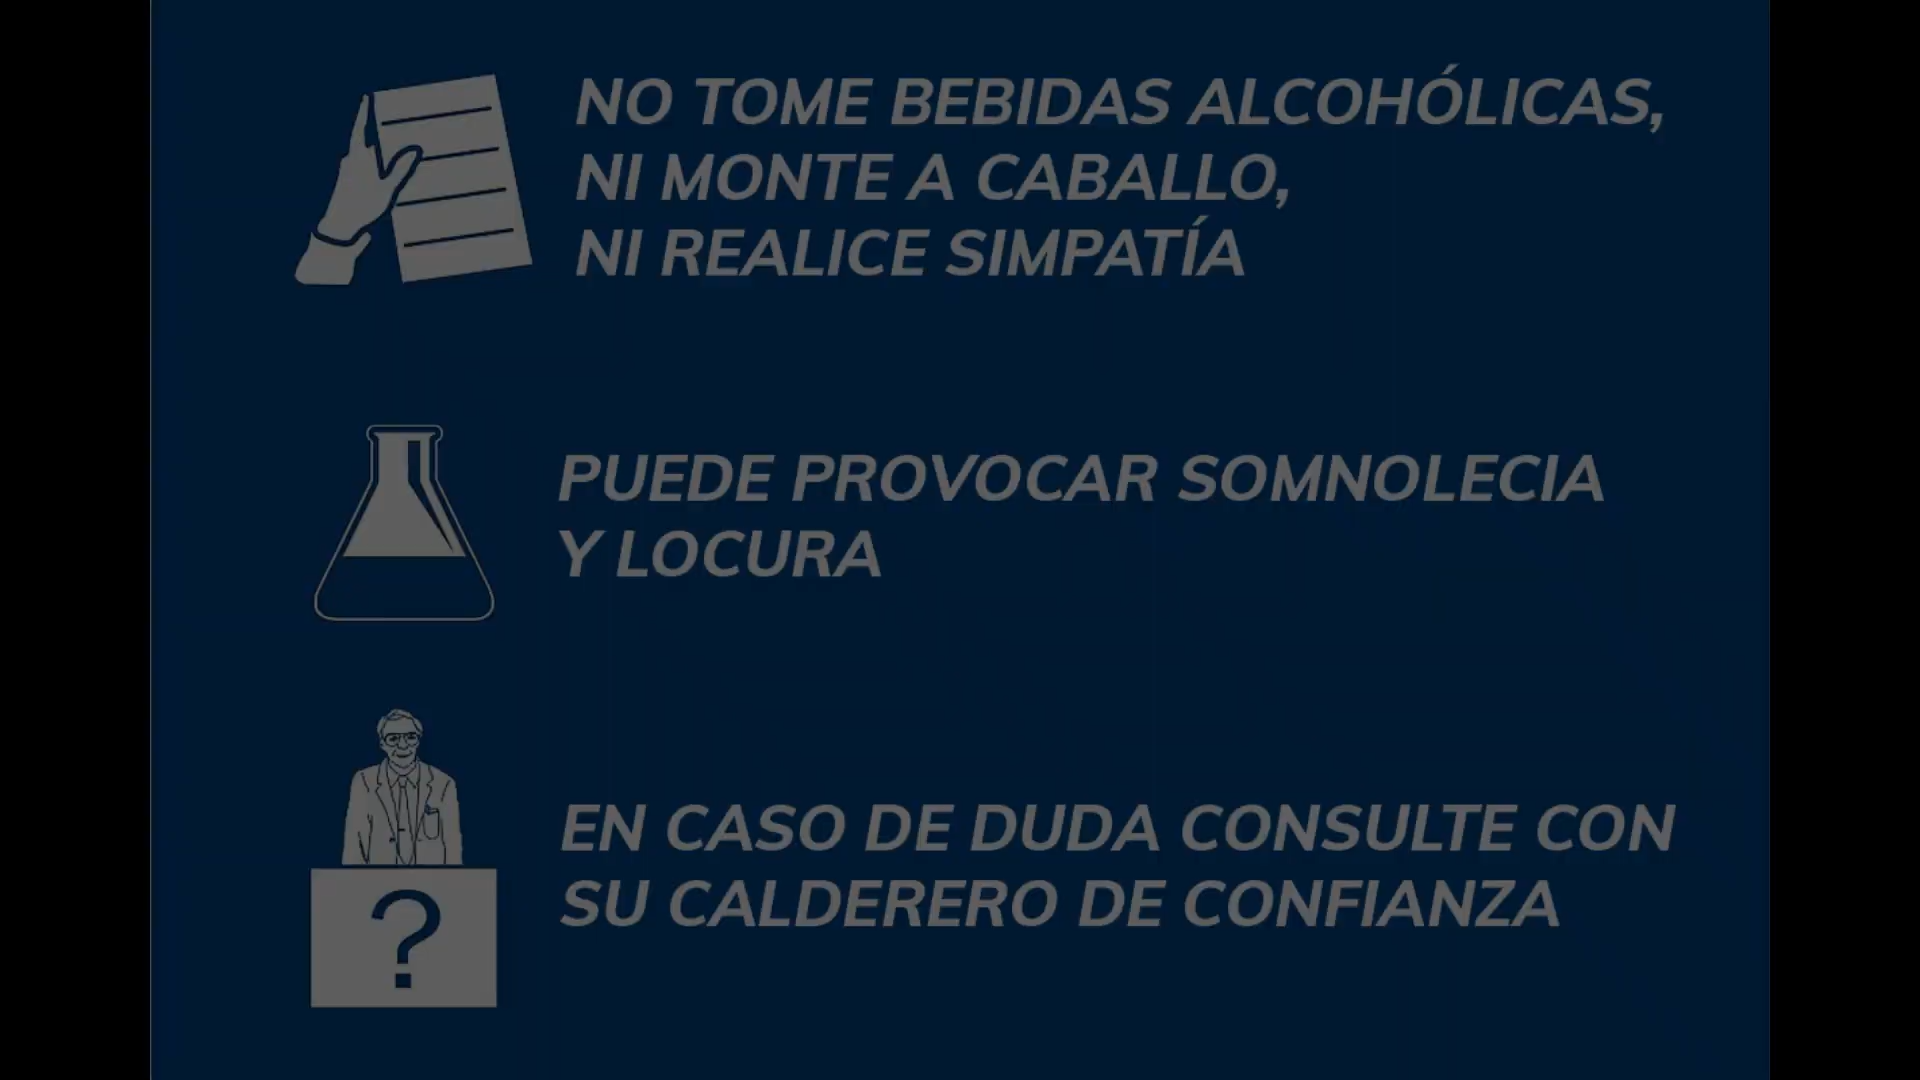 NO TOME BEBIDAS ALCOHÓLICAS,
NI MONTE A CABALLO,
NI REALICE SIMPATÍA
PUEDE PROVOCAR SOMNOLECIA
Y LOCURA
EN CASO DE DUDA CONSULTE CON
SU CALDERERO DE CONFIANZA
?